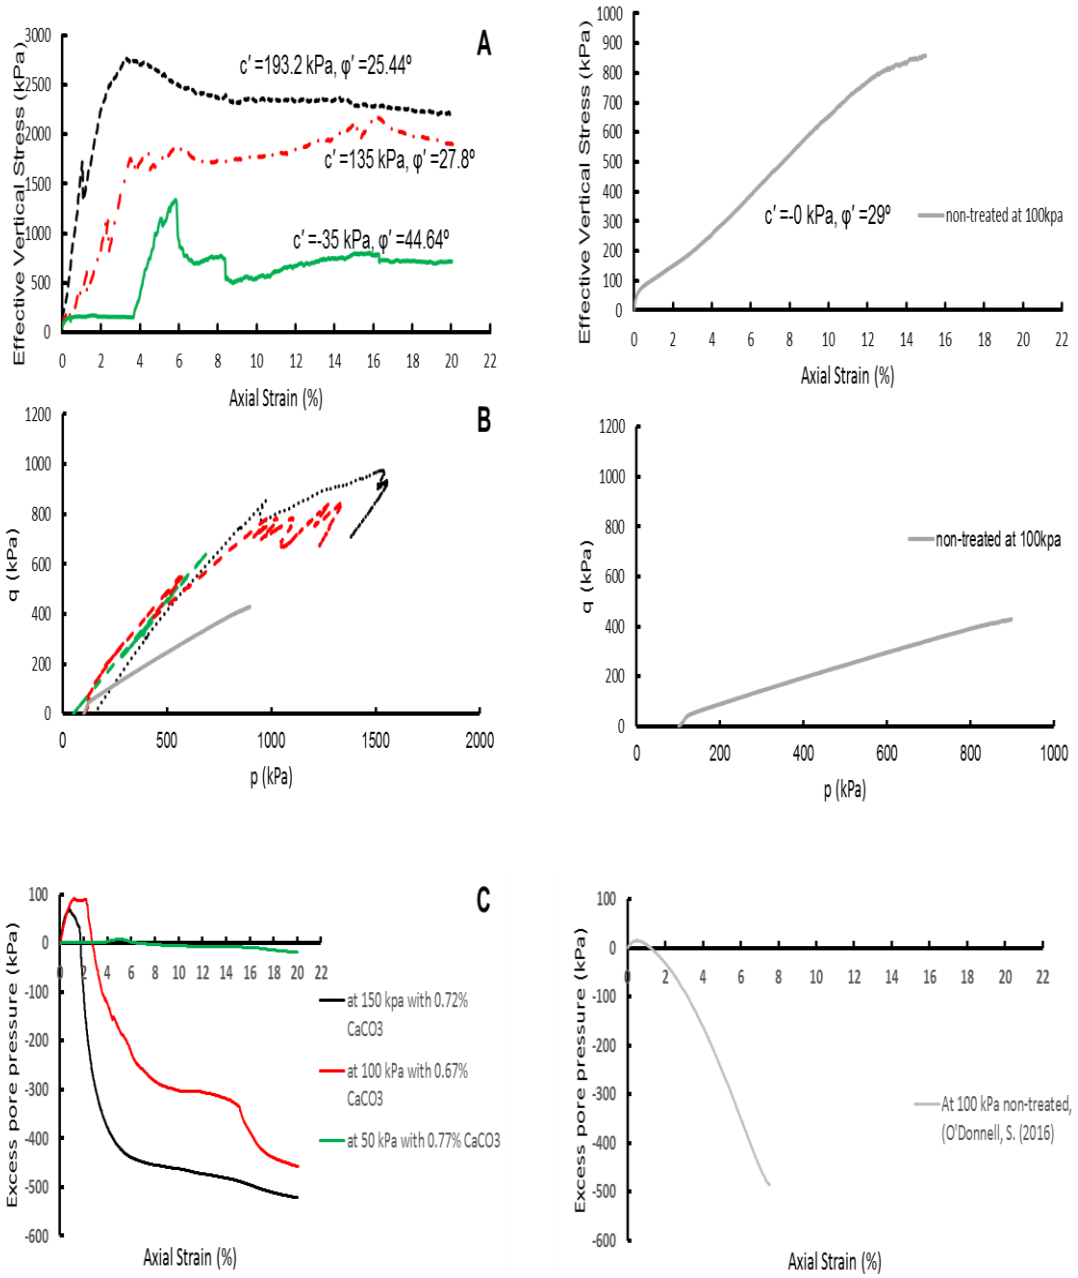 A
Effective Vertical Stress (kPa)
3000
2500
2000
1500
1000
500
0
c' =193.2 kPa, φ' =25.44º
c' =135 kPa, φ' =27.8º
c' =-35 kPa, φ' =44.64º
0 2 4 6 8 10 12 14 16 18 20 22
Axial Strain (%)
Effective Vertical Stress (kPa)
1000
900
800
700
600
500
400
300
200
100
0
c' =-0 kPa, φ' =29º
non-treated at 100kpa
0 2 4 6 8 10 12 14 16 18 20 22
Axial Strain (%)
B
q (kPa)
1200
1000
800
600
400
200
0
0 500 1000 1500 2000
p (kPa)
q (kPa)
1200
1000
800
600
400
200
0
non-treated at 100kpa
0 200 400 600 800 1000
p (kPa)
C
Excess pore pressure (kPa)
100
0
-100
-200
-300
-400
-500
-600
0 2 4 6 8 10 12 14 16 18 20 22
at 150 kpa with 0.72%
CaCO3
at 100 kPa with 0.67%
CaCO3
at 50 kPa with 0.77% CaCO3
Axial Strain (%)
Excess pore pressure (kPa)
100
0
-100
-200
-300
-400
-500
-600
0 2 4 6 8 10 12 14 16 18 20 22
At 100 kPa non-treated,
(O'Donnell, S. (2016)
Axial Strain (%)